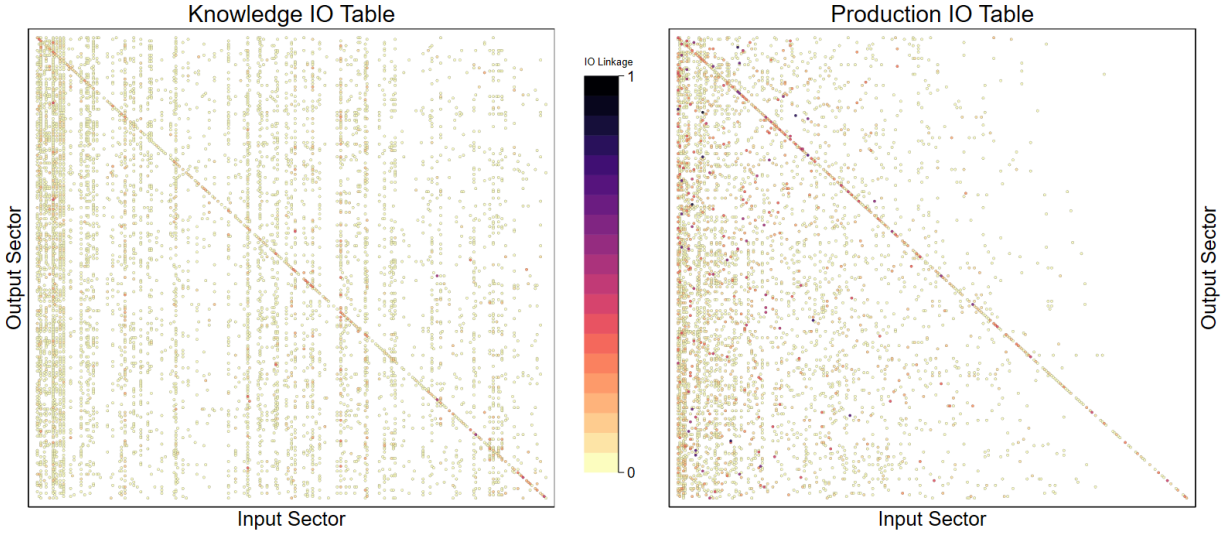 Knowledge IO Table
Production IO Table
IO Linkage
1
0
Output Sector
Output Sector
Input Sector
Input Sector